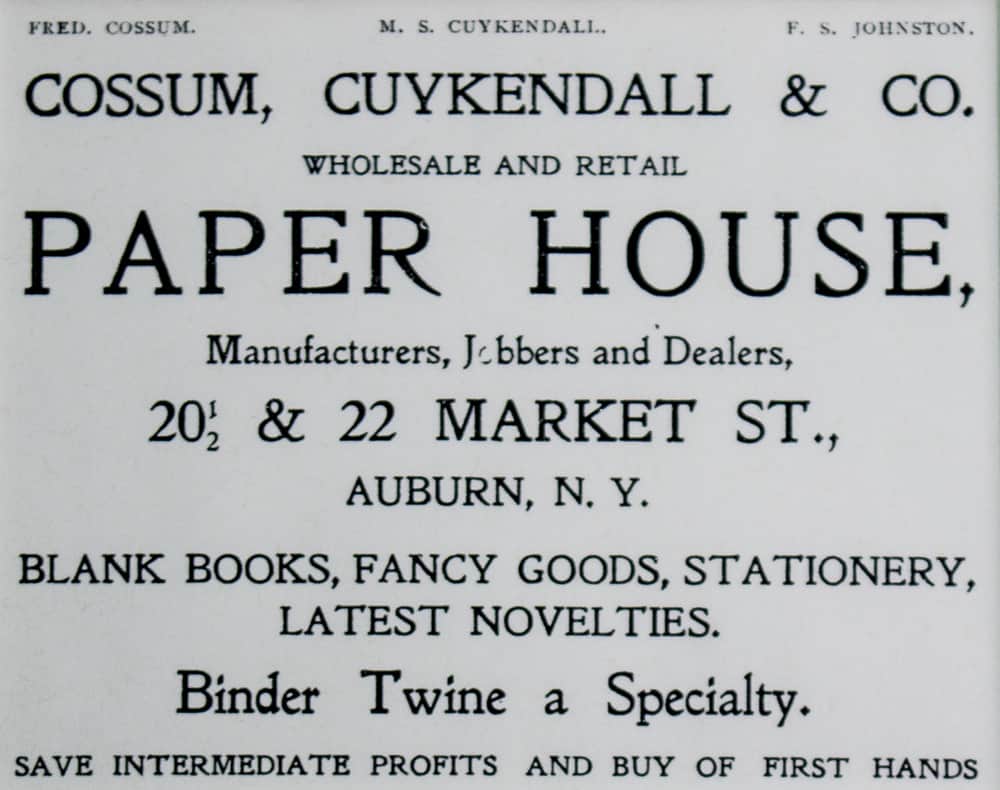 FRED. COSSUM. M. S. CUYKENDALL. F. S. JOHNSTON.
COSSUM, CUYKENDALL & CO.
WHOLESALE AND RETAIL
PAPER HOUSE,
Manufacturers, Jobbers and Dealers,
20½ & 22 MARKET ST.,
AUBURN, N. Y.
BLANK BOOKS, FANCY GOODS, STATIONERY,
LATEST NOVELTIES.
Binder Twine a Specialty.
SAVE INTERMEDIATE PROFITS AND BUY OF FIRST HANDS